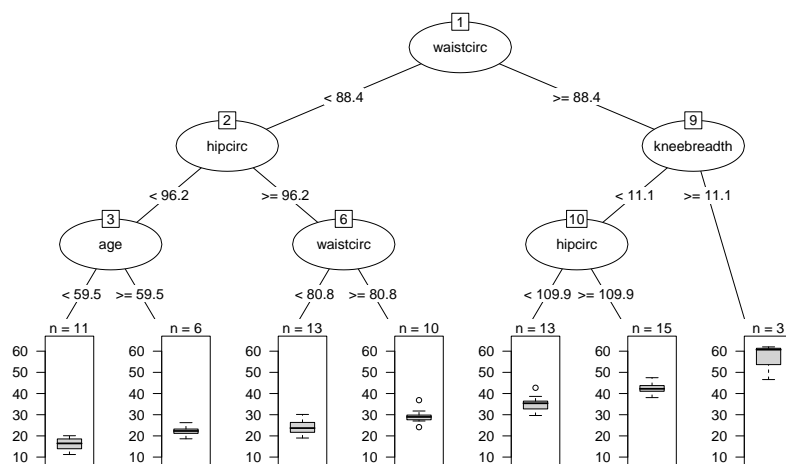 1
waistcirc
< 88.4 >= 88.4
2 9
hipcirc kneebreadth
< 96.2 >= 96.2 < 11.1 >= 11.1
3 6 10
age waistcirc hipcirc
< 59.5 >= 59.5 < 80.8 >= 80.8 < 109.9 >= 109.9
n = 11 n = 6 n = 13 n = 10 n = 13 n = 15 n = 3
60 60 60 60 60 60 60
50 50 50 50 50 50 50
40 40 40 40 40 40 40
30 30 30 30 30 30 30
20 20 20 20 20 20 20
10 10 10 10 10 10 10